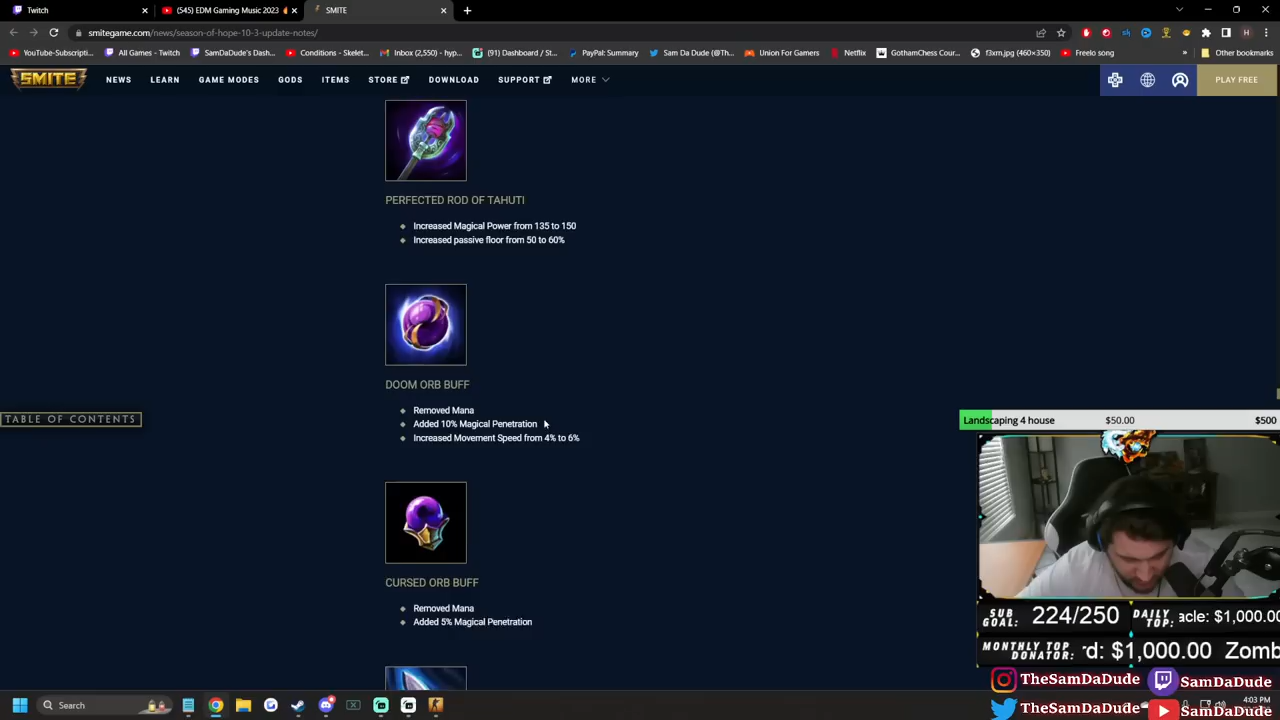 Twitch
(545) EDM Gaming Music 2023
SMITE
smitegame.com/news/season-of-hope-10-3-update-notes/
YouTube-Subscripti...
All Games - Twitch
SamDaDude's Dash...
Conditions - Skelet...
Inbox (2,550) - hyp...
(91) Dashboard / St...
PayPal: Summary
Sam Da Dude (@Th...
Union For Gamers
Netflix
GothamChess Cour...
f3xm.jpg (460×350)
Freelo song
»
Other bookmarks
SMITE
NEWS
LEARN
GAME MODES
GODS
ITEMS
STORE
DOWNLOAD
SUPPORT
MORE
PLAY FREE
PERFECTED ROD OF TAHUTI
Increased Magical Power from 135 to 150
Increased passive floor from 50 to 60%
DOOM ORB BUFF
Removed Mana
Added 10% Magical Penetration
Increased Movement Speed from 4% to 6%
TABLE OF CONTENTS
Landscaping 4 house $50.00 $500
CURSED ORB BUFF
Removed Mana
Added 5% Magical Penetration
SUB GOAL: 224/250
DAILY TOP: acle: $1,000.00
MONTHLY TOP DONATOR: rd: $1,000.00 Zomb
TheSamDaDude SamDaDude
TheSamDaDude SamDaDude
Search
4:03 PM